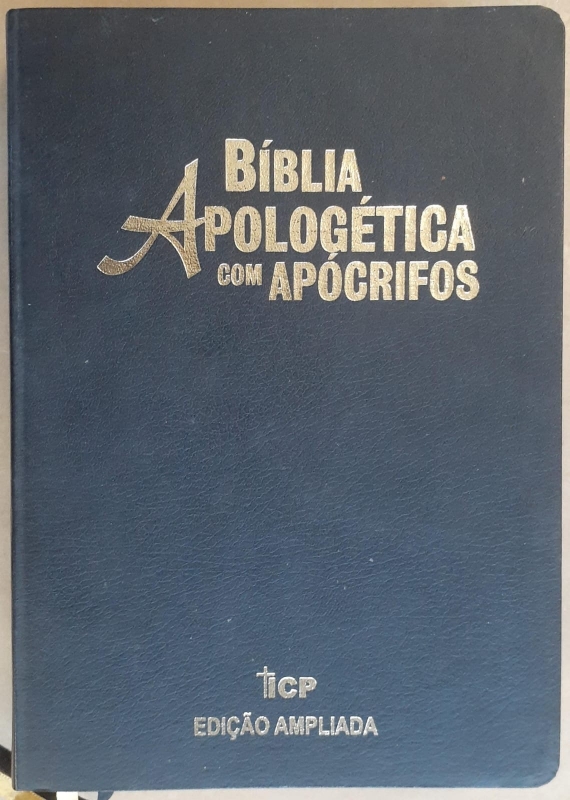 BÍBLIA
APOLOGÉTICA
COM APÓCRIFOS
ICP
EDIÇÃO AMPLIADA